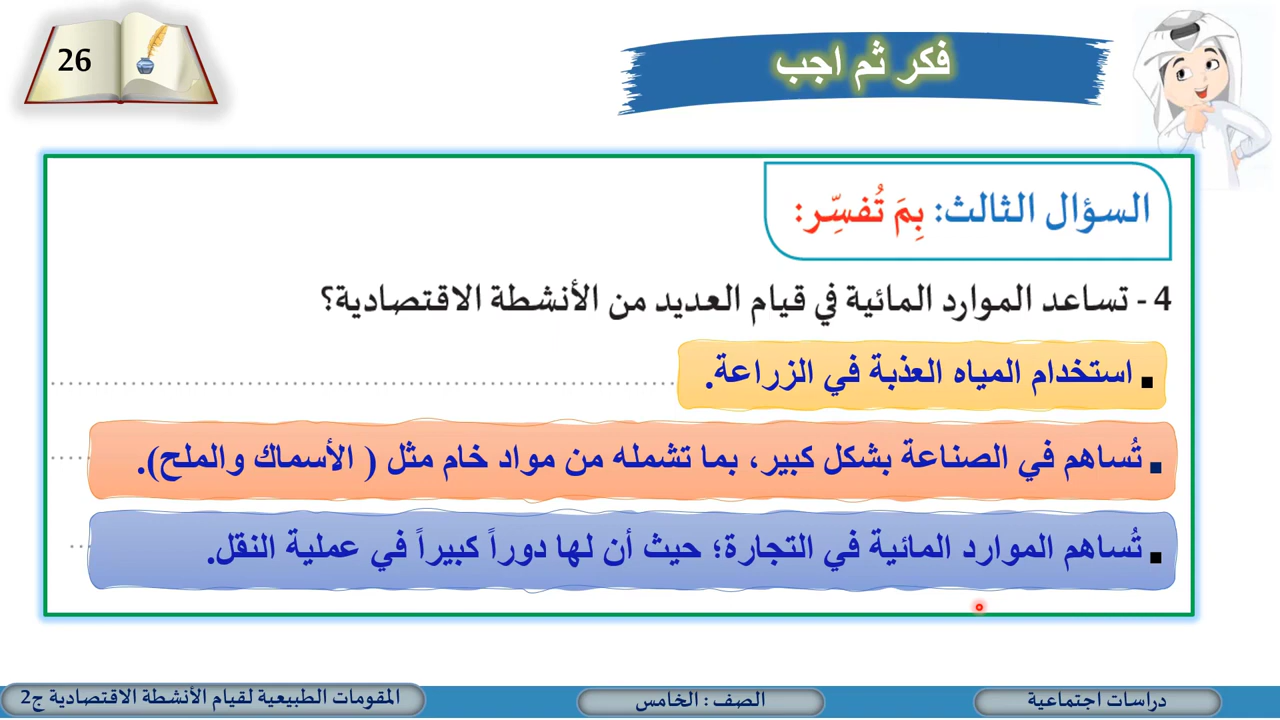 26
فكر ثم اجب
السؤال الثالث: بِمَ تُفسِّر:
4 - تساعد الموارد المائية في قيام العديد من الأنشطة الاقتصادية؟
▪ استخدام المياه العذبة في الزراعة.
▪ تُساهم في الصناعة بشكل كبير، بما تشمله من مواد خام مثل ( الأسماك والملح).
▪ تُساهم الموارد المائية في التجارة؛ حيث أن لها دوراً كبيراً في عملية النقل.
دراسات اجتماعية
الصف : الخامس
المقومات الطبيعية لقيام الأنشطة الاقتصادية ج2